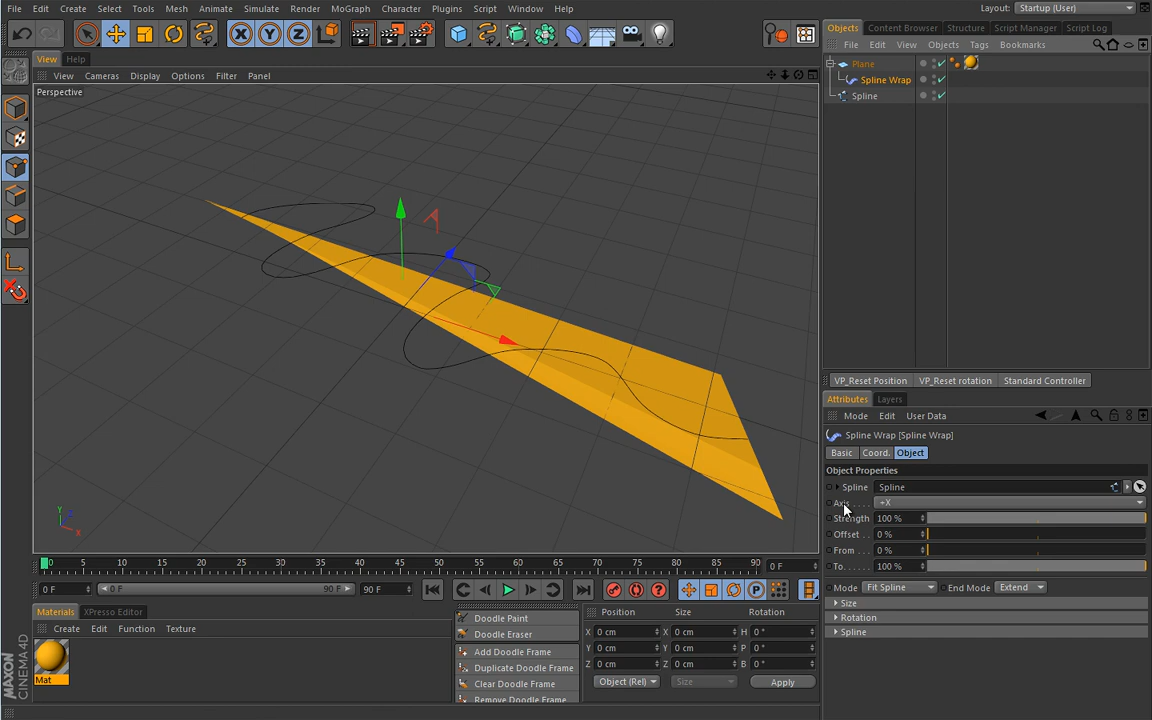 File Edit Create Select Tools Mesh Animate Simulate Render MoGraph Character Plugins Script Window Help Layout: Startup (User)
Objects Content Browser Structure Script Manager Script Log
File Edit View Objects Tags Bookmarks
View Help
View Cameras Display Options Filter Panel
Perspective
Plane
Spline Wrap
Spline
X Y Z
Y
X
VP_Reset Position VP_Reset rotation Standard Controller
Attributes Layers
Mode Edit User Data
Spline Wrap [Spline Wrap]
Basic Coord. Object
Object Properties
Spline Spline
Axis . . . . +X
Strength 100 %
Offset . . 0 %
From . . 0 %
To. . . . . . 100 %
Mode Fit Spline End Mode Extend
Size
Rotation
Spline
0 5 10 15 20 25 30 35 40 45 50 55 60 65 70 75 80 85 90 0 F
0 F 0 F 90 F 90 F
Materials XPresso Editor
Create Edit Function Texture
Mat
Doodle Paint
Doodle Eraser
Add Doodle Frame
Duplicate Doodle Frame
Clear Doodle Frame
Remove Doodle Frame
Position Size Rotation
X 0 cm X 0 cm H 0 °
Y 0 cm Y 0 cm P 0 °
Z 0 cm Z 0 cm B 0 °
Object (Rel) Size Apply
MAXON
CINEMA 4D